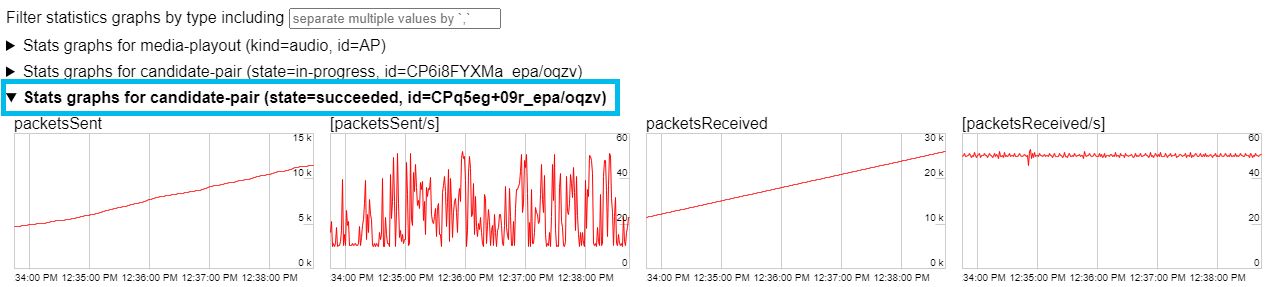 Filter statistics graphs by type including separate multiple values by `,`
▶ Stats graphs for media-playout (kind=audio, id=AP)
▶ Stats graphs for candidate-pair (state=in-progress, id=CP6i8FYXMa_epa/oqzv)
▼ Stats graphs for candidate-pair (state=succeeded, id=CPq5eg+09r_epa/oqzv)
packetsSent [packetsSent/s] packetsReceived [packetsReceived/s]
15 k 60 30 k 60
10 k 40 20 k 40
5 k 20 10 k 20
0 0 0 0
34:00 PM 12:35:00 PM 12:36:00 PM 12:37:00 PM 12:38:00 PM 34:00 PM 12:35:00 PM 12:36:00 PM 12:37:00 PM 12:38:00 PM 34:00 PM 12:35:00 PM 12:36:00 PM 12:37:00 PM 12:38:00 PM 34:00 PM 12:35:00 PM 12:36:00 PM 12:37:00 PM 12:38:00 PM